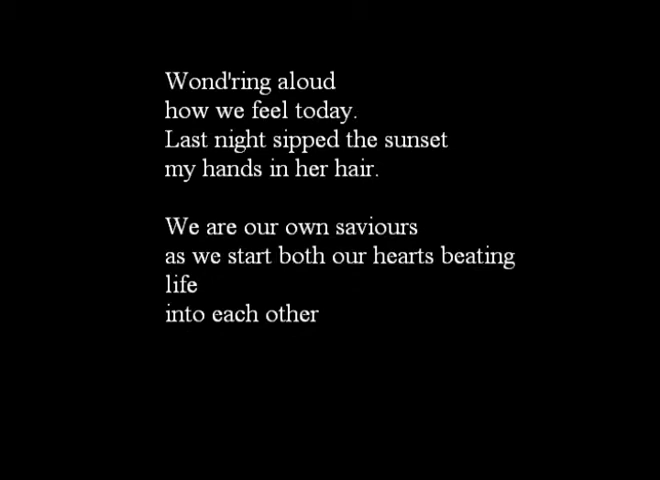 Wond'ring aloud
how we feel today.
Last night sipped the sunset
my hands in her hair.
We are our own saviours
as we start both our hearts beating
life
into each other